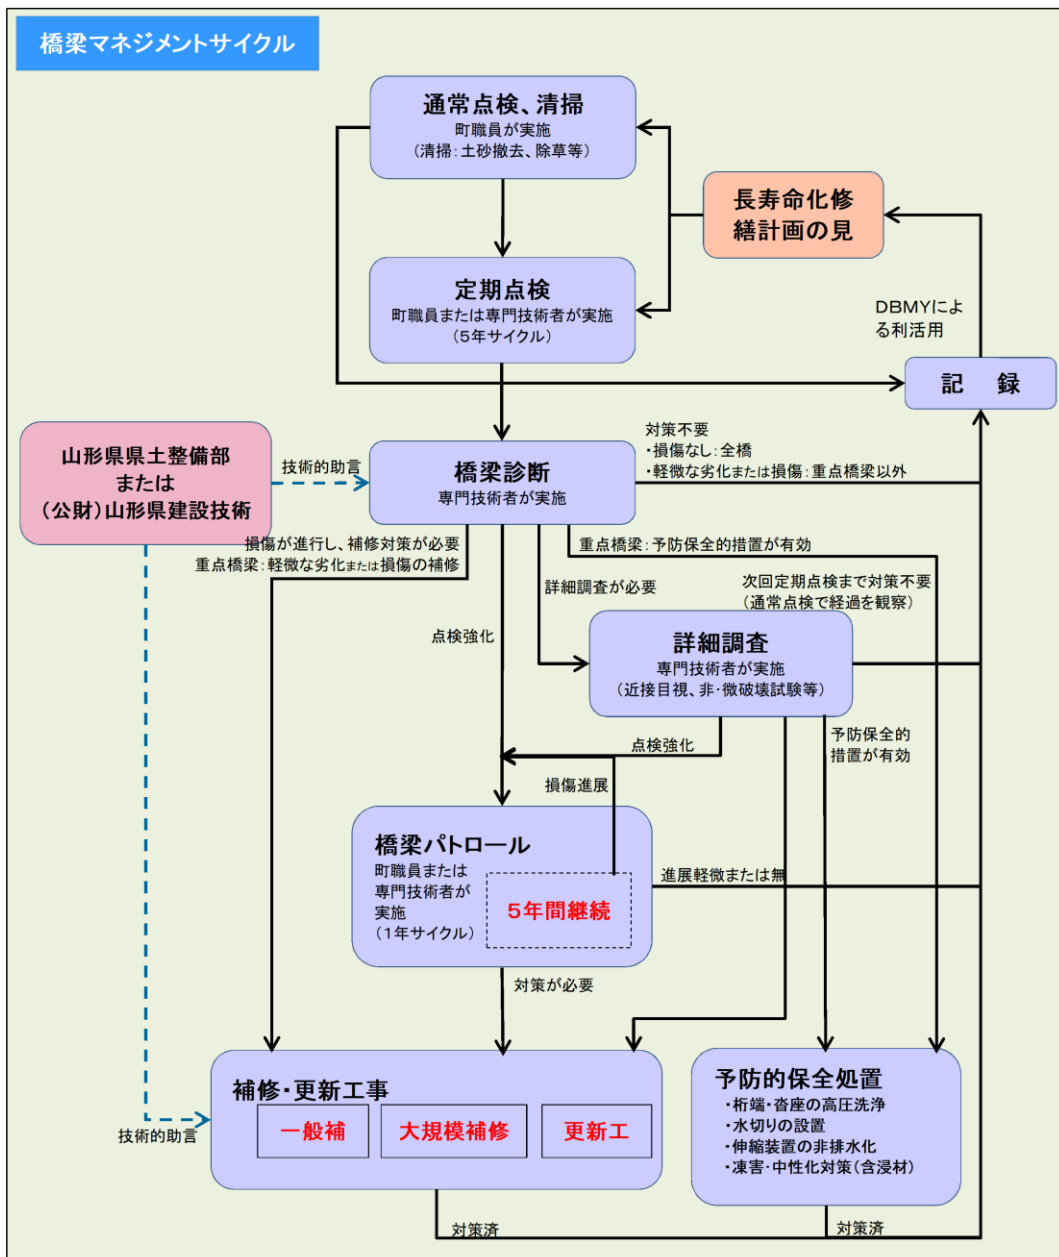 橋梁マネジメントサイクル
通常点検、清掃
町職員が実施
(清掃:土砂撤去、除草等)
長寿命化修
繕計画の見
定期点検
町職員または専門技術者が実施
(5年サイクル)
DBMYによ
る利活用
記　録
山形県県土整備部
または
(公財)山形県建設技術
技術的助言
橋梁診断
専門技術者が実施
対策不要
・損傷なし:全橋
・軽微な劣化または損傷:重点橋梁以外
損傷が進行し、補修対策が必要
重点橋梁:軽微な劣化または損傷の補修
重点橋梁:予防保全的措置が有効
詳細調査が必要
次回定期点検まで対策不要
(通常点検で経過を観察)
点検強化
詳細調査
専門技術者が実施
(近接目視、非・微破壊試験等)
点検強化
予防保全的
措置が有効
損傷進展
橋梁パトロール
町職員または
専門技術者が
実施
(1年サイクル)
5年間継続
進展軽微または無
対策が必要
補修・更新工事
一般補
大規模補修
更新工
技術的助言
予防的保全処置
・桁端・沓座の高圧洗浄
・水切りの設置
・伸縮装置の非排水化
・凍害・中性化対策(含浸材)
対策済
対策済